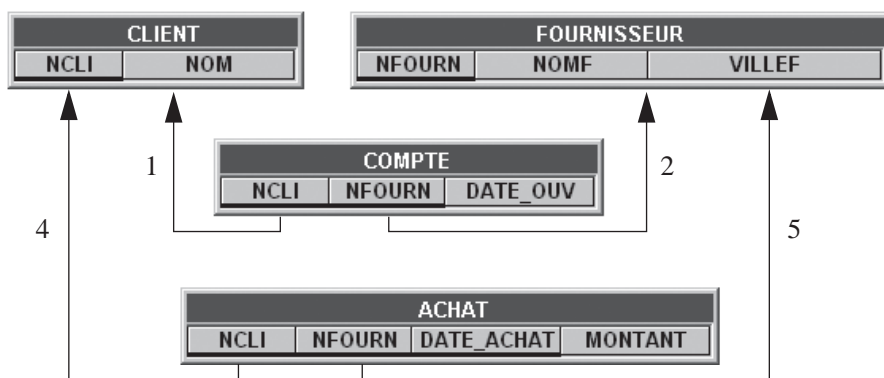 CLIENT
NCLI NOM
FOURNISSEUR
NFOURN NOMF VILLEF
1
2
COMPTE
NCLI NFOURN DATE_OUV
4
5
ACHAT
NCLI NFOURN DATE_ACHAT MONTANT